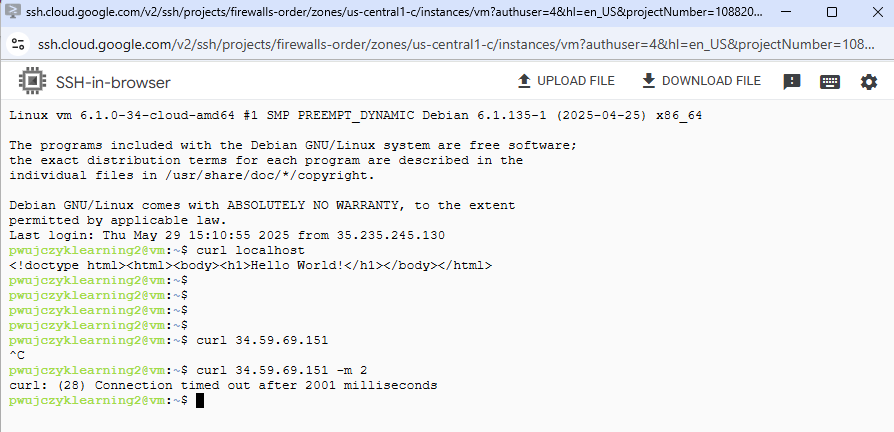 ssh.cloud.google.com/v2/ssh/projects/firewalls-order/zones/us-central1-c/instances/vm?authuser=4&hl=en_US&projectNumber=108820...
ssh.cloud.google.com/v2/ssh/projects/firewalls-order/zones/us-central1-c/instances/vm?authuser=4&hl=en_US&projectNumber=108...
SSH-in-browser UPLOAD FILE DOWNLOAD FILE
Linux vm 6.1.0-34-cloud-amd64 #1 SMP PREEMPT_DYNAMIC Debian 6.1.135-1 (2025-04-25) x86_64
The programs included with the Debian GNU/Linux system are free software;
the exact distribution terms for each program are described in the
individual files in /usr/share/doc/*/copyright.
Debian GNU/Linux comes with ABSOLUTELY NO WARRANTY, to the extent
permitted by applicable law.
Last login: Thu May 29 15:10:55 2025 from 35.235.245.130
pwujczyklearning2@vm:~$ curl localhost
<!doctype html><html><body><h1>Hello World!</h1></body></html>
pwujczyklearning2@vm:~$
pwujczyklearning2@vm:~$
pwujczyklearning2@vm:~$
pwujczyklearning2@vm:~$
pwujczyklearning2@vm:~$ curl 34.59.69.151
^C
pwujczyklearning2@vm:~$ curl 34.59.69.151 -m 2
curl: (28) Connection timed out after 2001 milliseconds
pwujczyklearning2@vm:~$